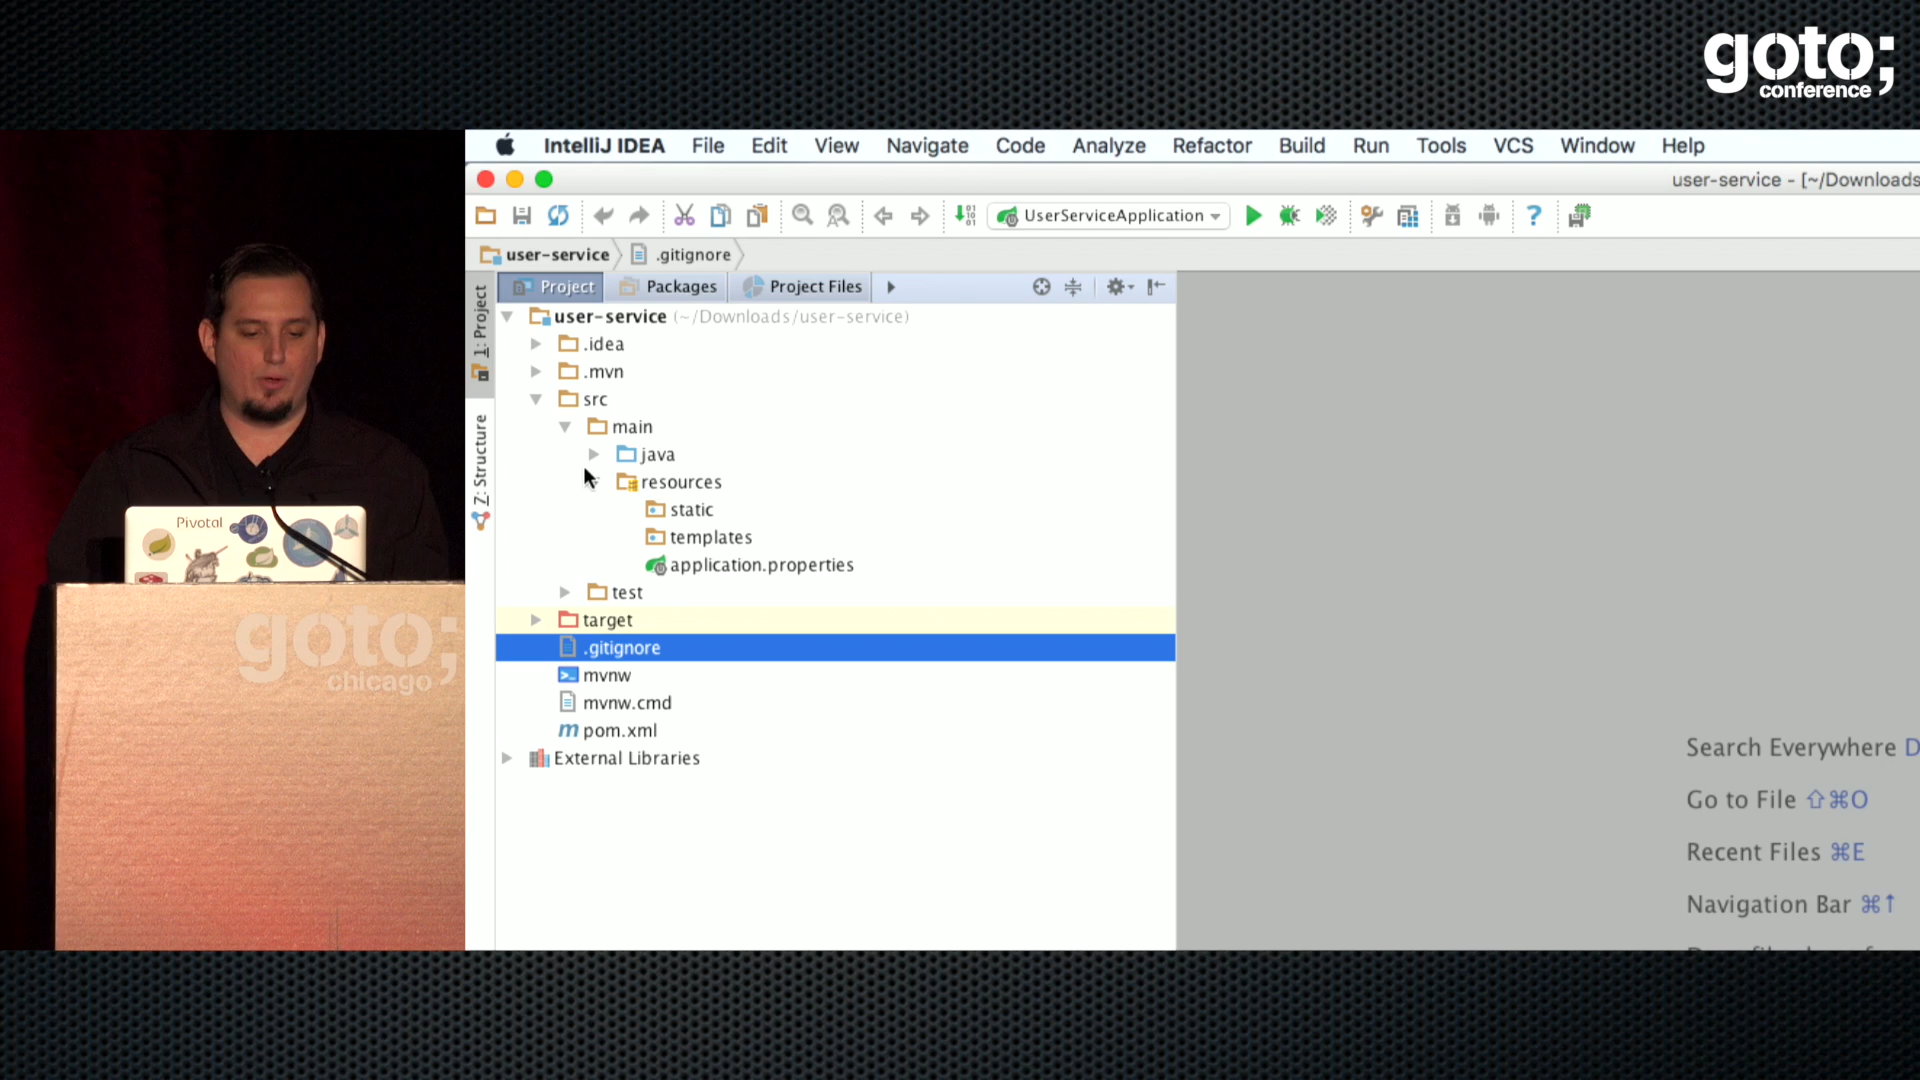 goto;
conference
IntelliJ IDEA File Edit View Navigate Code Analyze Refactor Build Run Tools VCS Window Help
user-service - [~/Downloads
UserServiceApplication
user-service .gitignore
1: Project
Z: Structure
Project Packages Project Files
user-service (~/Downloads/user-service)
.idea
.mvn
src
main
java
resources
static
templates
application.properties
test
target
.gitignore
mvnw
mvnw.cmd
pom.xml
External Libraries
Search Everywhere D
Go to File ⇧⌘O
Recent Files ⌘E
Navigation Bar ⌘↑
Pivotal
goto;
chicago